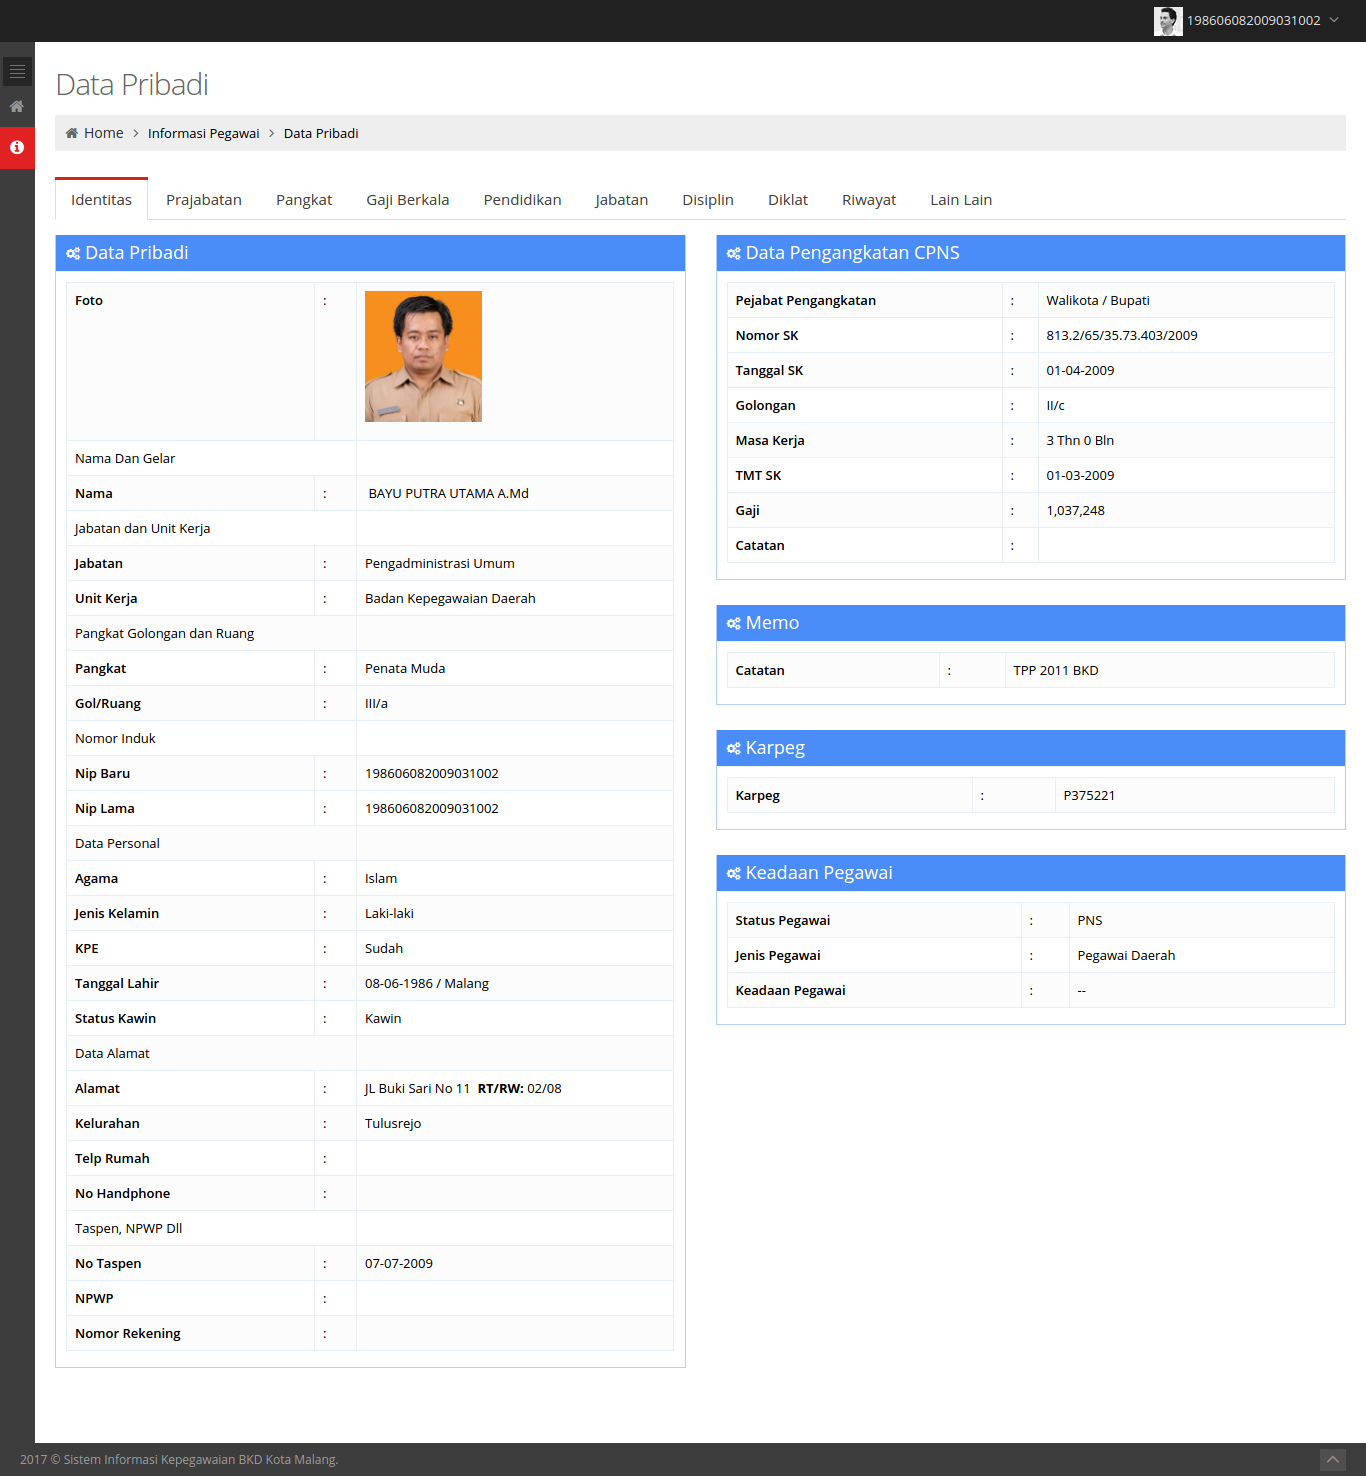 198606082009031002
Data Pribadi
Home > Informasi Pegawai > Data Pribadi
Identitas Prajabatan Pangkat Gaji Berkala Pendidikan Jabatan Disiplin Diklat Riwayat Lain Lain
Data Pribadi
Foto :
Nama Dan Gelar
Nama : BAYU PUTRA UTAMA A.Md
Jabatan dan Unit Kerja
Jabatan : Pengadministrasi Umum
Unit Kerja : Badan Kepegawaian Daerah
Pangkat Golongan dan Ruang
Pangkat : Penata Muda
Gol/Ruang : III/a
Nomor Induk
Nip Baru : 198606082009031002
Nip Lama : 198606082009031002
Data Personal
Agama : Islam
Jenis Kelamin : Laki-laki
KPE : Sudah
Tanggal Lahir : 08-06-1986 / Malang
Status Kawin : Kawin
Data Alamat
Alamat : JL Buki Sari No 11 RT/RW: 02/08
Kelurahan : Tulusrejo
Telp Rumah :
No Handphone :
Taspen, NPWP Dll
No Taspen : 07-07-2009
NPWP :
Nomor Rekening :
Data Pengangkatan CPNS
Pejabat Pengangkatan : Walikota / Bupati
Nomor SK : 813.2/65/35.73.403/2009
Tanggal SK : 01-04-2009
Golongan : II/c
Masa Kerja : 3 Thn 0 Bln
TMT SK : 01-03-2009
Gaji : 1,037,248
Catatan :
Memo
Catatan : TPP 2011 BKD
Karpeg
Karpeg : P375221
Keadaan Pegawai
Status Pegawai : PNS
Jenis Pegawai : Pegawai Daerah
Keadaan Pegawai : --
2017 © Sistem Informasi Kepegawaian BKD Kota Malang.